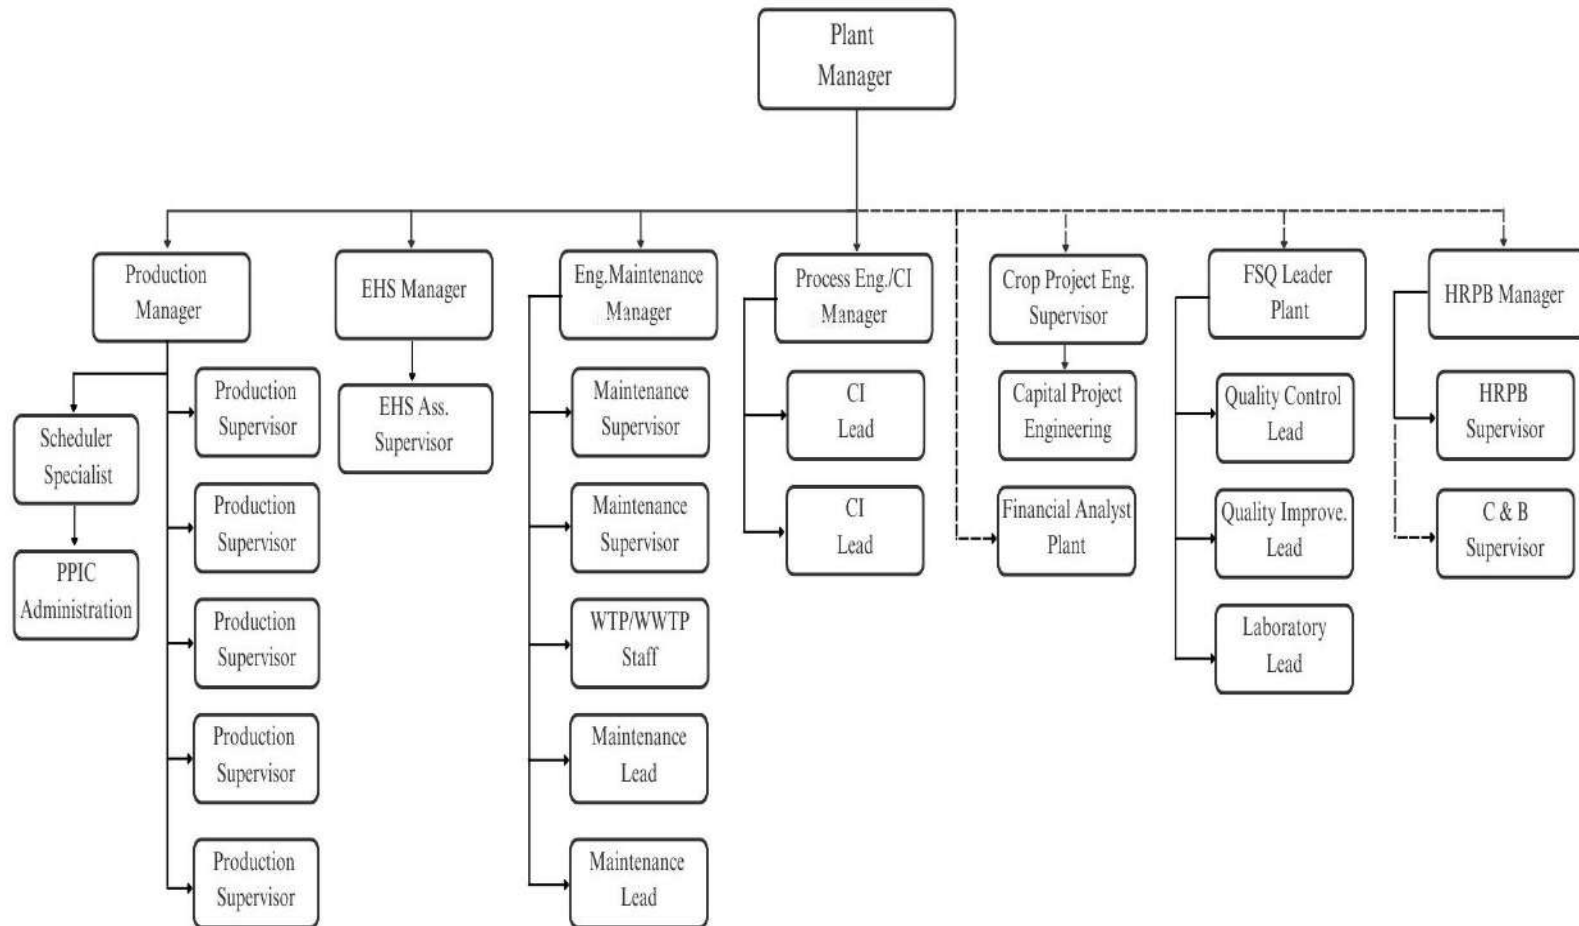 Plant
Manager
Production
Manager
EHS Manager
Eng.Maintenance
Manager
Process Eng./CI
Manager
Crop Project Eng.
Supervisor
FSQ Leader
Plant
HRPB Manager
Scheduler
Specialist
PPIC
Administration
Production
Supervisor
Production
Supervisor
Production
Supervisor
Production
Supervisor
Production
Supervisor
EHS Ass.
Supervisor
Maintenance
Supervisor
Maintenance
Supervisor
WTP/WWTP
Staff
Maintenance
Lead
Maintenance
Lead
CI
Lead
CI
Lead
Capital Project
Engineering
Financial Analyst
Plant
Quality Control
Lead
Quality Improve.
Lead
Laboratory
Lead
HRPB
Supervisor
C & B
Supervisor